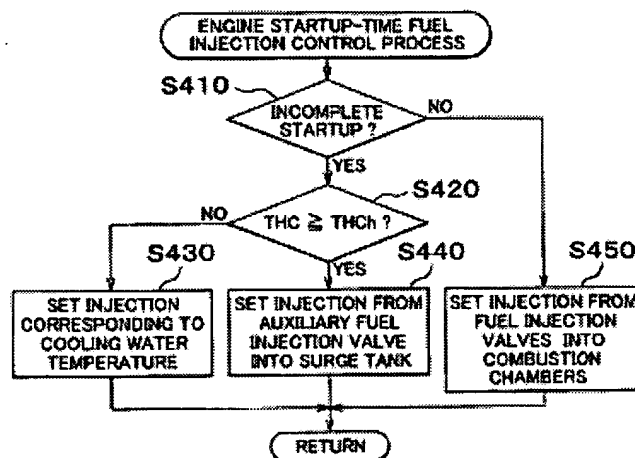 ENGINE STARTUP-TIME FUEL
INJECTION CONTROL PROCESS
S410
INCOMPLETE
STARTUP ?
NO
YES
S420
NO
THC ≧ THCh ?
YES
S430
S440
S450
SET INJECTION
CORRESPONDING TO
COOLING WATER
TEMPERATURE
SET INJECTION FROM
AUXILIARY FUEL
INJECTION VALVE
INTO SURGE TANK
SET INJECTION FROM
FUEL INJECTION
VALVES INTO
COMBUSTION
CHAMBERS
RETURN